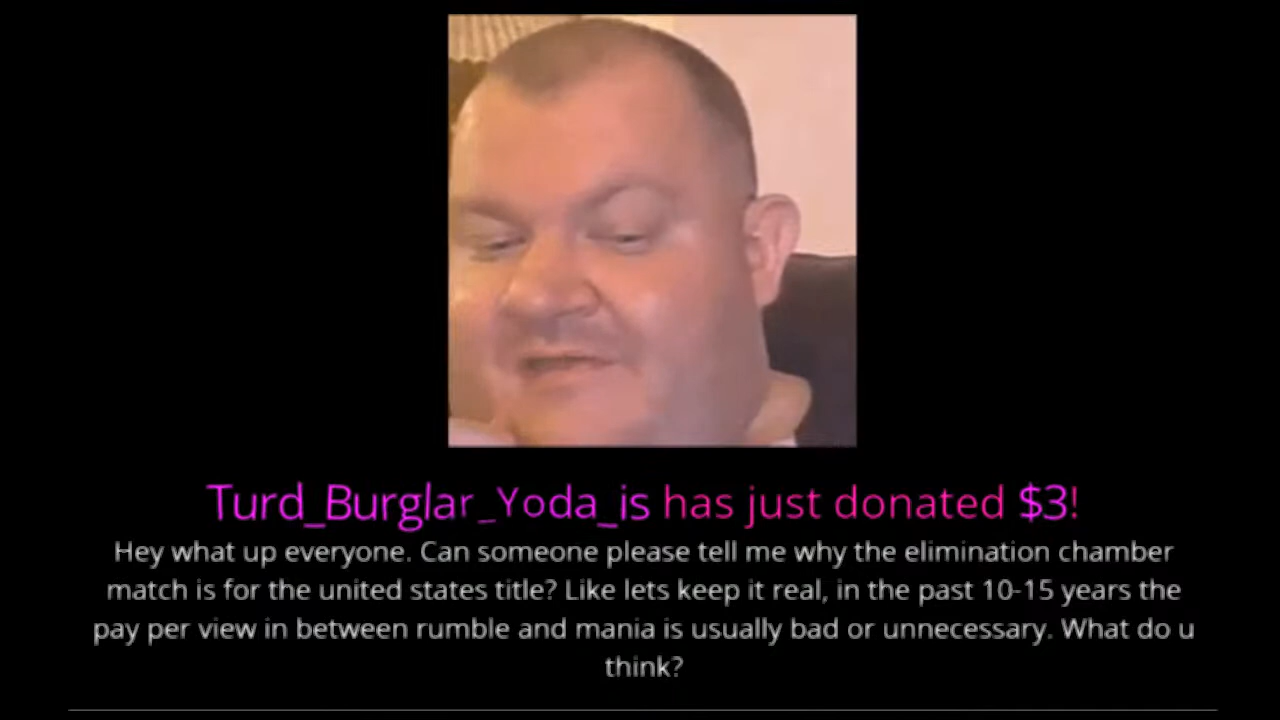 Turd_Burglar_Yoda_is has just donated $3!
Hey what up everyone. Can someone please tell me why the elimination chamber
match is for the united states title? Like lets keep it real, in the past 10-15 years the
pay per view in between rumble and mania is usually bad or unnecessary. What do u
think?